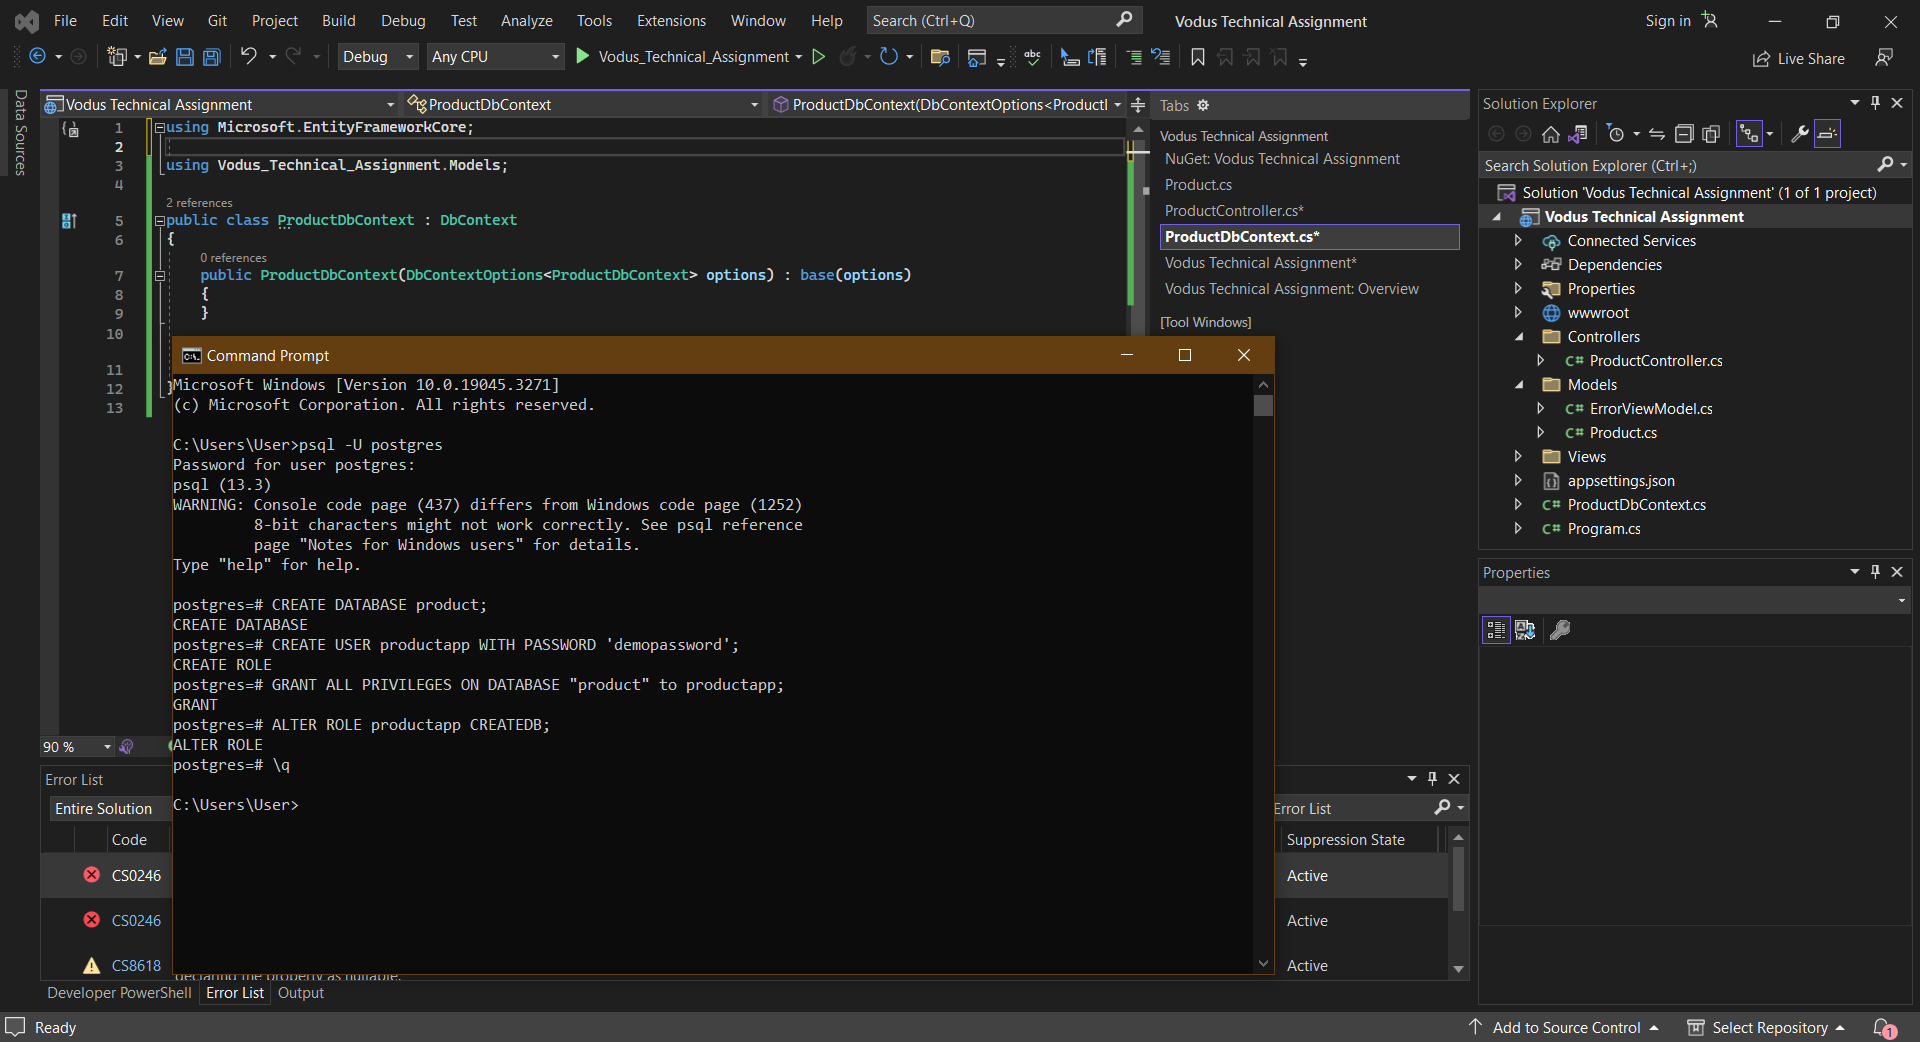 File Edit View Git Project Build Debug Test Analyze Tools Extensions Window Help Search (Ctrl+Q) Vodus Technical Assignment Sign in
Debug Any CPU Vodus_Technical_Assignment Live Share
Data Sources
Vodus Technical Assignment ProductDbContext ProductDbContext(DbContextOptions<Productl
1 using Microsoft.EntityFrameworkCore;
2
3 using Vodus_Technical_Assignment.Models;
4
2 references
5 public class ProductDbContext : DbContext
6 {
0 references
7 public ProductDbContext(DbContextOptions<ProductDbContext> options) : base(options)
8 {
9 }
10
11
12 }
13
90 %
Tabs
Vodus Technical Assignment
NuGet: Vodus Technical Assignment
Product.cs
ProductController.cs*
ProductDbContext.cs*
Vodus Technical Assignment*
Vodus Technical Assignment: Overview
[Tool Windows]
Command Prompt
Microsoft Windows [Version 10.0.19045.3271]
(c) Microsoft Corporation. All rights reserved.
C:\Users\User>psql -U postgres
Password for user postgres:
psql (13.3)
WARNING: Console code page (437) differs from Windows code page (1252)
8-bit characters might not work correctly. See psql reference
page "Notes for Windows users" for details.
Type "help" for help.
postgres=# CREATE DATABASE product;
CREATE DATABASE
postgres=# CREATE USER productapp WITH PASSWORD 'demopassword';
CREATE ROLE
postgres=# GRANT ALL PRIVILEGES ON DATABASE "product" to productapp;
GRANT
postgres=# ALTER ROLE productapp CREATEDB;
ALTER ROLE
postgres=# \q
C:\Users\User>
Error List
Entire Solution Error List
Code Suppression State
CS0246 Active
CS0246 Active
CS8618 Active
declaring the property as nullable.
Developer PowerShell Error List Output
Solution Explorer
Search Solution Explorer (Ctrl+;)
Solution 'Vodus Technical Assignment' (1 of 1 project)
Vodus Technical Assignment
Connected Services
Dependencies
Properties
wwwroot
Controllers
C# ProductController.cs
Models
C# ErrorViewModel.cs
C# Product.cs
Views
appsettings.json
C# ProductDbContext.cs
C# Program.cs
Properties
Ready Add to Source Control Select Repository 1